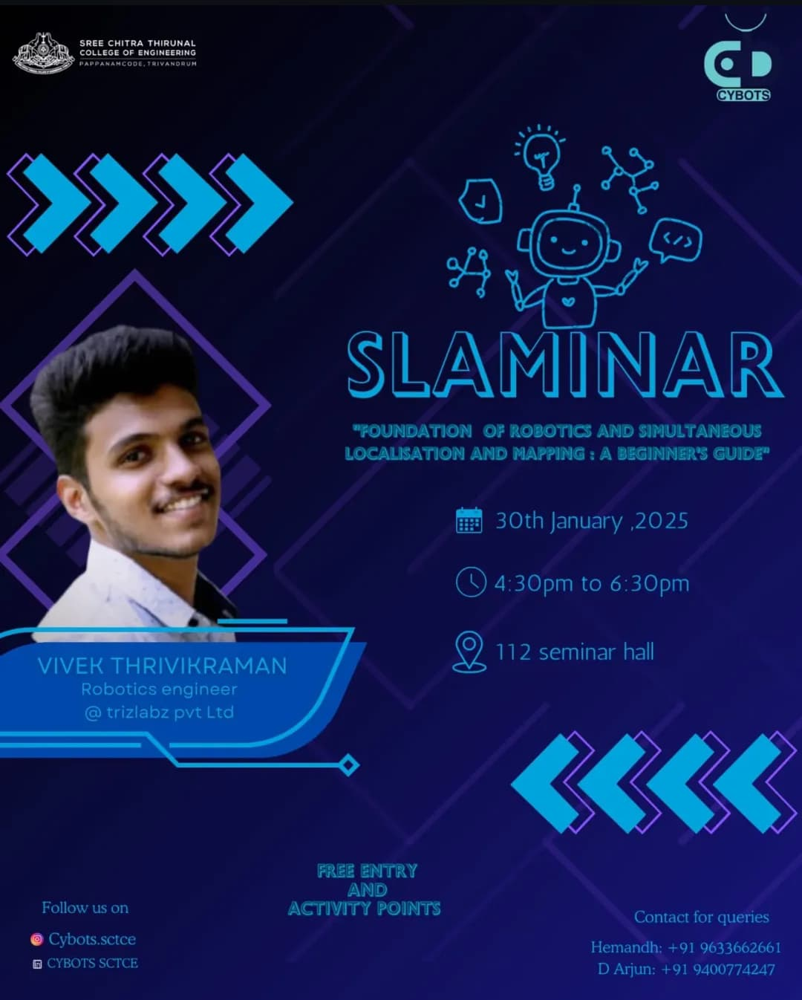 SREE CHITRA THIRUNAL
COLLEGE OF ENGINEERING
PAPPANAMCODE, TRIVANDRUM
CYBOTS
</>
SLAMINAR
"FOUNDATION OF ROBOTICS AND SIMULTANEOUS
LOCALISATION AND MAPPING : A BEGINNER'S GUIDE"
30th January ,2025
4:30pm to 6:30pm
112 seminar hall
VIVEK THRIVIKRAMAN
Robotics engineer
@ trizlabz pvt Ltd
FREE ENTRY
AND
ACTIVITY POINTS
Follow us on
Cybots.sctce
CYBOTS SCTCE
Contact for queries
Hemandh: +91 9633662661
D Arjun: +91 9400774247